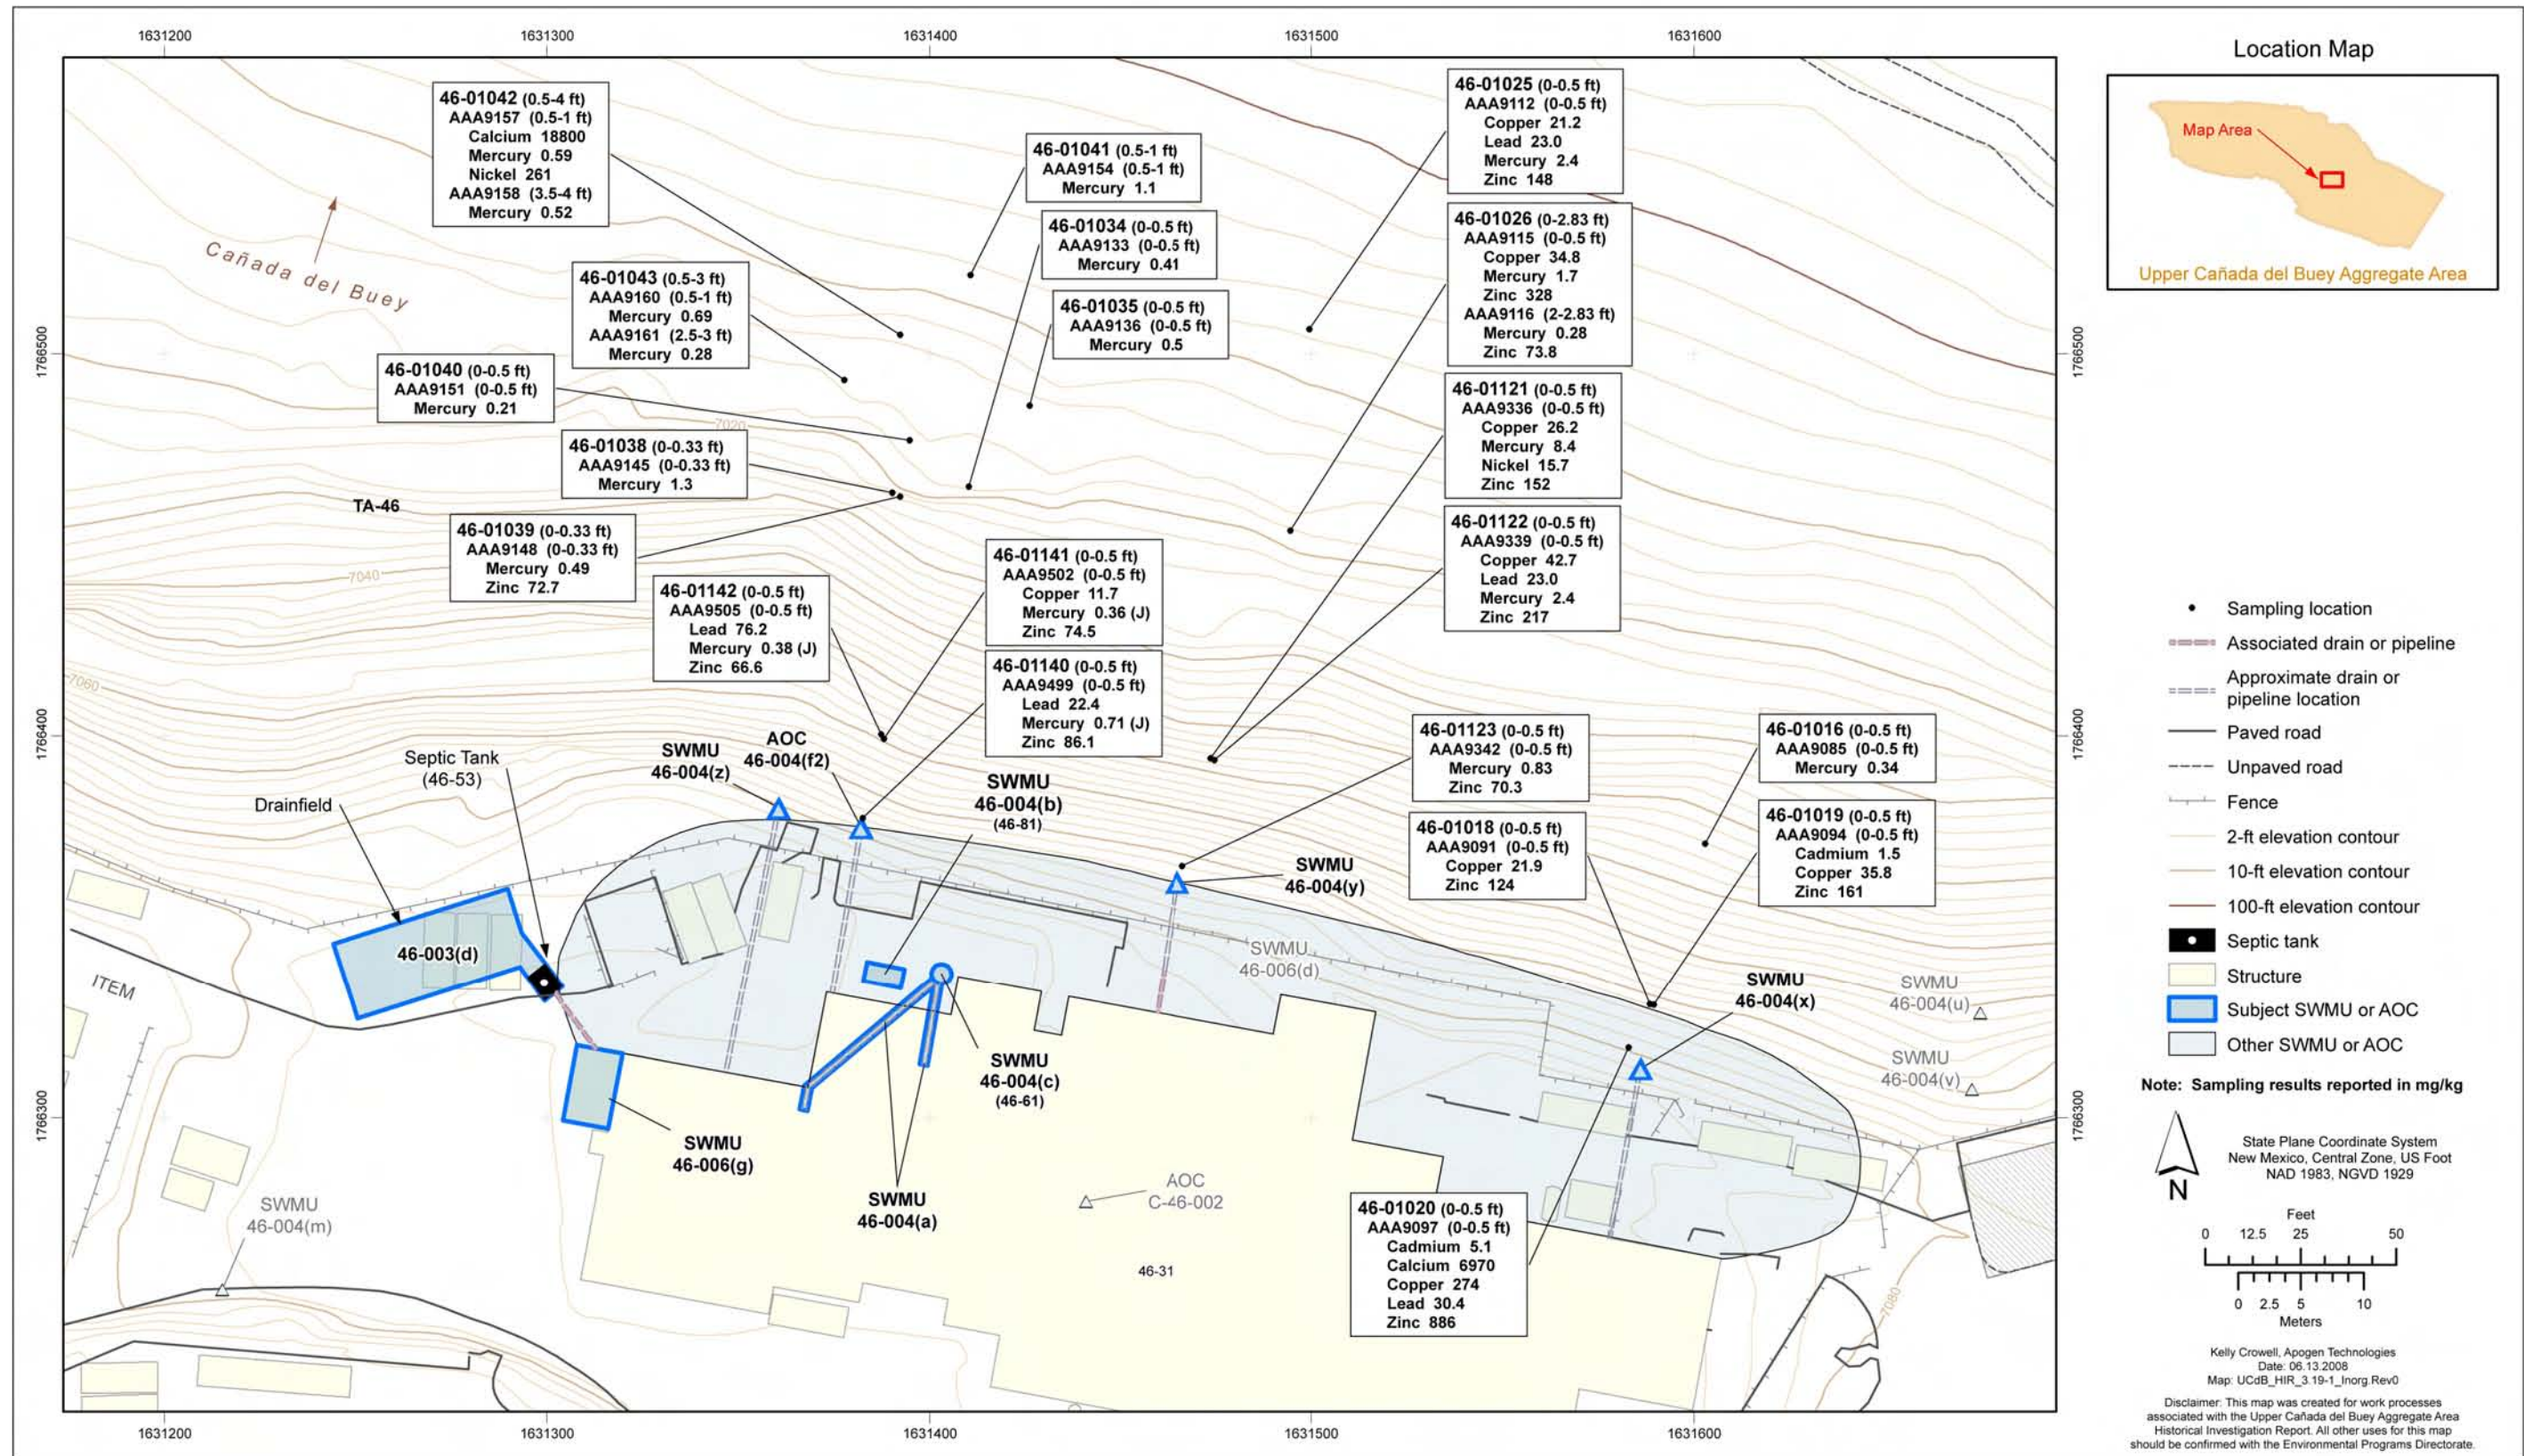 1631200
1631300
1631400
1631500
1631600
46-01042 (0.5-4 ft)
AAA9157 (0.5-1 ft)
Calcium 18800
Mercury 0.59
Nickel 261
AAA9158 (3.5-4 ft)
Mercury 0.52
46-01041 (0.5-1 ft)
AAA9154 (0.5-1 ft)
Mercury 1.1
46-01034 (0-0.5 ft)
AAA9133 (0-0.5 ft)
Mercury 0.41
46-01035 (0-0.5 ft)
AAA9136 (0-0.5 ft)
Mercury 0.5
46-01025 (0-0.5 ft)
AAA9112 (0-0.5 ft)
Copper 21.2
Lead 23.0
Mercury 2.4
Zinc 148
46-01026 (0-2.83 ft)
AAA9115 (0-0.5 ft)
Copper 34.8
Mercury 1.7
Zinc 328
AAA9116 (2-2.83 ft)
Mercury 0.28
Zinc 73.8
Cañada del Buey
46-01043 (0.5-3 ft)
AAA9160 (0.5-1 ft)
Mercury 0.69
AAA9161 (2.5-3 ft)
Mercury 0.28
1766500
1766500
46-01040 (0-0.5 ft)
AAA9151 (0-0.5 ft)
Mercury 0.21
7020
46-01038 (0-0.33 ft)
AAA9145 (0-0.33 ft)
Mercury 1.3
TA-46
46-01039 (0-0.33 ft)
AAA9148 (0-0.33 ft)
Mercury 0.49
Zinc 72.7
7040
46-01121 (0-0.5 ft)
AAA9336 (0-0.5 ft)
Copper 26.2
Mercury 8.4
Nickel 15.7
Zinc 152
46-01122 (0-0.5 ft)
AAA9339 (0-0.5 ft)
Copper 42.7
Lead 23.0
Mercury 2.4
Zinc 217
46-01141 (0-0.5 ft)
AAA9502 (0-0.5 ft)
Copper 11.7
Mercury 0.36 (J)
Zinc 74.5
46-01142 (0-0.5 ft)
AAA9505 (0-0.5 ft)
Lead 76.2
Mercury 0.38 (J)
Zinc 66.6
46-01140 (0-0.5 ft)
AAA9499 (0-0.5 ft)
Lead 22.4
Mercury 0.71 (J)
Zinc 86.1
7060
1766400
1766400
46-01123 (0-0.5 ft)
AAA9342 (0-0.5 ft)
Mercury 0.83
Zinc 70.3
46-01016 (0-0.5 ft)
AAA9085 (0-0.5 ft)
Mercury 0.34
46-01018 (0-0.5 ft)
AAA9091 (0-0.5 ft)
Copper 21.9
Zinc 124
46-01019 (0-0.5 ft)
AAA9094 (0-0.5 ft)
Cadmium 1.5
Copper 35.8
Zinc 161
Septic Tank
(46-53)
Drainfield
SWMU
46-004(z)
AOC
46-004(f2)
SWMU
46-004(b)
(46-81)
SWMU
46-004(y)
46-003(d)
ITEM
SWMU
46-006(d)
SWMU
46-004(x)
SWMU
46-004(u)
SWMU
46-004(v)
SWMU
46-004(c)
(46-61)
1766300
1766300
SWMU
46-006(g)
SWMU
46-004(a)
AOC
C-46-002
SWMU
46-004(m)
46-31
46-01020 (0-0.5 ft)
AAA9097 (0-0.5 ft)
Cadmium 5.1
Calcium 6970
Copper 274
Lead 30.4
Zinc 886
7080
1631200
1631300
1631400
1631500
1631600
Location Map
Map Area
Upper Cañada del Buey Aggregate Area
Sampling location
Associated drain or pipeline
Approximate drain or
pipeline location
Paved road
Unpaved road
Fence
2-ft elevation contour
10-ft elevation contour
100-ft elevation contour
Septic tank
Structure
Subject SWMU or AOC
Other SWMU or AOC
Note: Sampling results reported in mg/kg
N
State Plane Coordinate System
New Mexico, Central Zone, US Foot
NAD 1983, NGVD 1929
Feet
0 12.5 25 50
0 2.5 5 10
Meters
Kelly Crowell, Apogen Technologies
Date: 06.13.2008
Map: UCdB_HIR_3.19-1_Inorg.Rev0
Disclaimer: This map was created for work processes
associated with the Upper Cañada del Buey Aggregate Area
Historical Investigation Report. All other uses for this map
should be confirmed with the Environmental Programs Directorate.